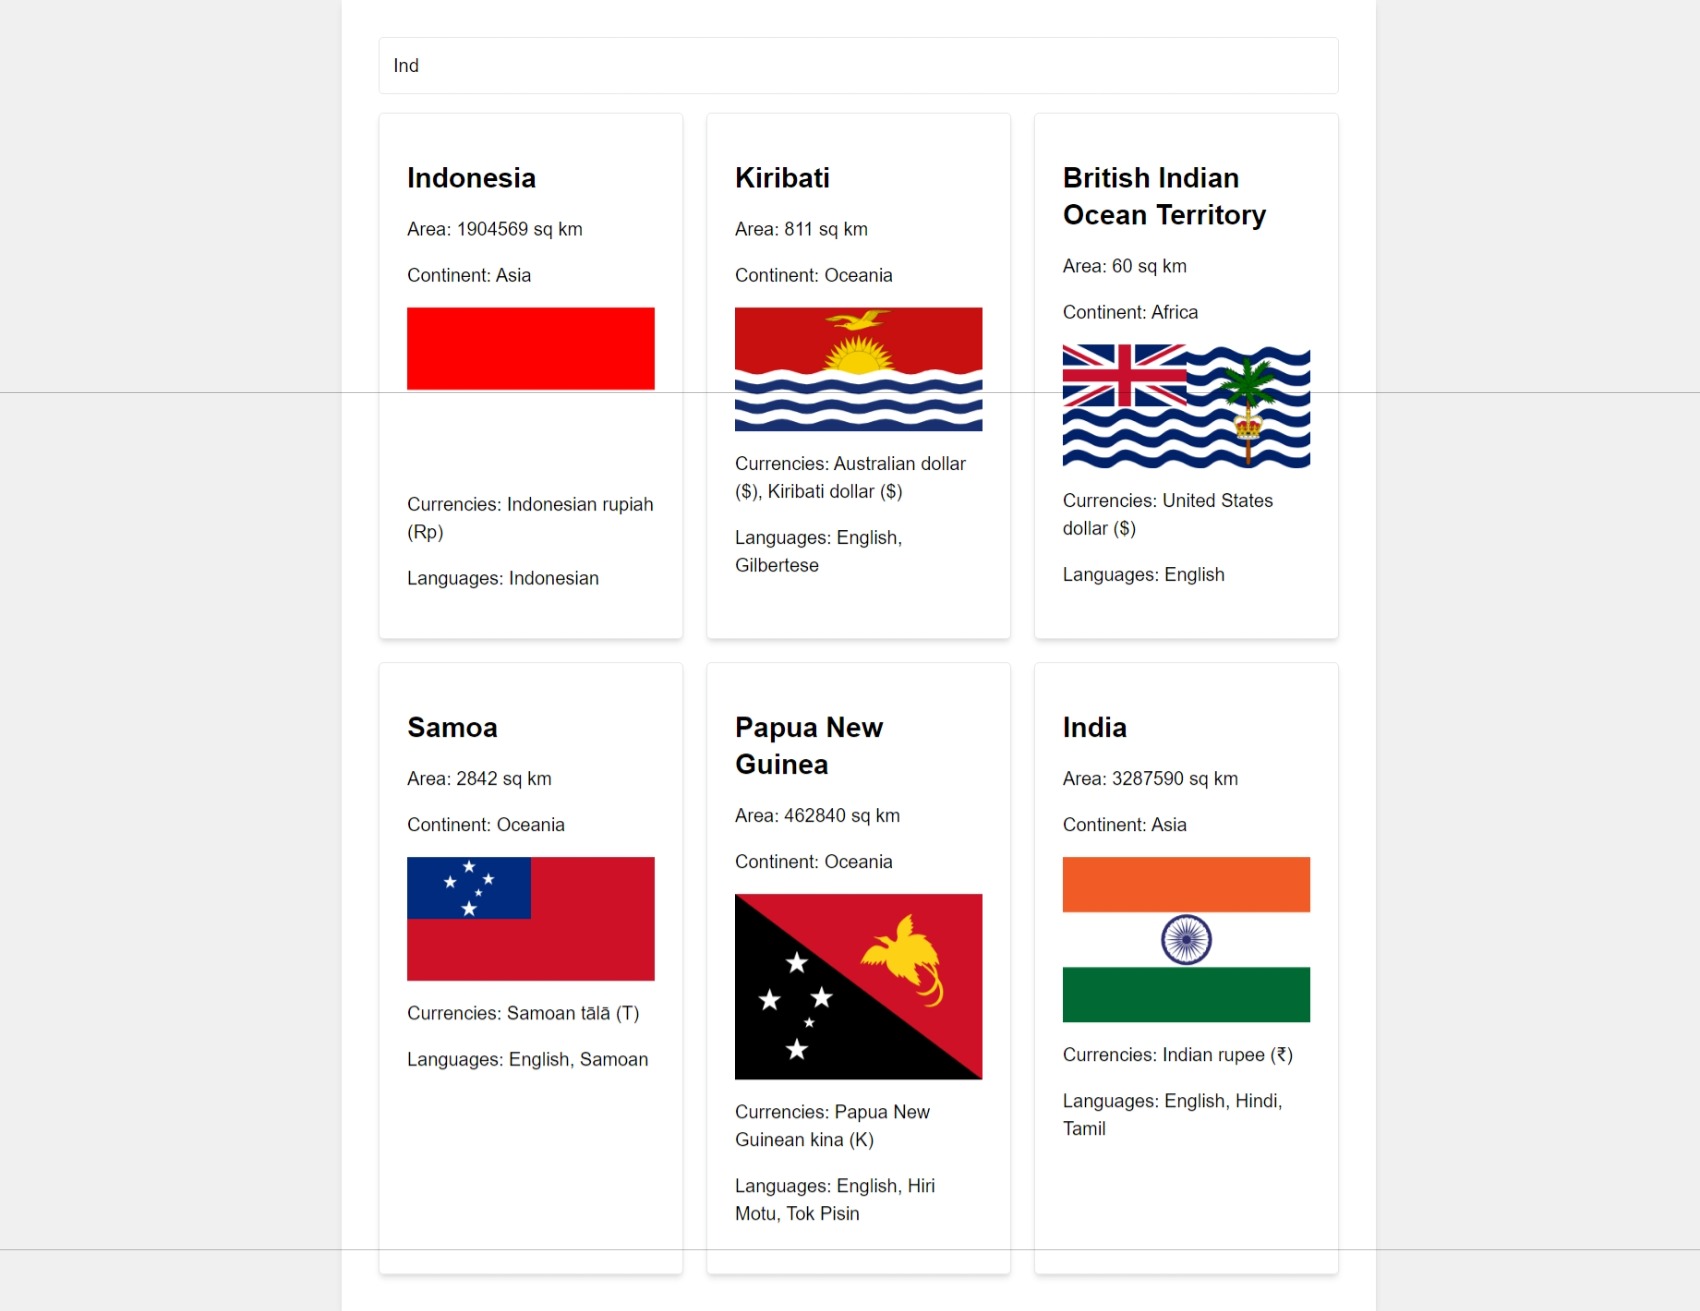 Ind
Indonesia
Area: 1904569 sq km
Continent: Asia
Currencies: Indonesian rupiah
(Rp)
Languages: Indonesian
Kiribati
Area: 811 sq km
Continent: Oceania
Currencies: Australian dollar
($), Kiribati dollar ($)
Languages: English,
Gilbertese
British Indian
Ocean Territory
Area: 60 sq km
Continent: Africa
Currencies: United States
dollar ($)
Languages: English
Samoa
Area: 2842 sq km
Continent: Oceania
Currencies: Samoan tālā (T)
Languages: English, Samoan
Papua New
Guinea
Area: 462840 sq km
Continent: Oceania
Currencies: Papua New
Guinean kina (K)
Languages: English, Hiri
Motu, Tok Pisin
India
Area: 3287590 sq km
Continent: Asia
Currencies: Indian rupee (₹)
Languages: English, Hindi,
Tamil